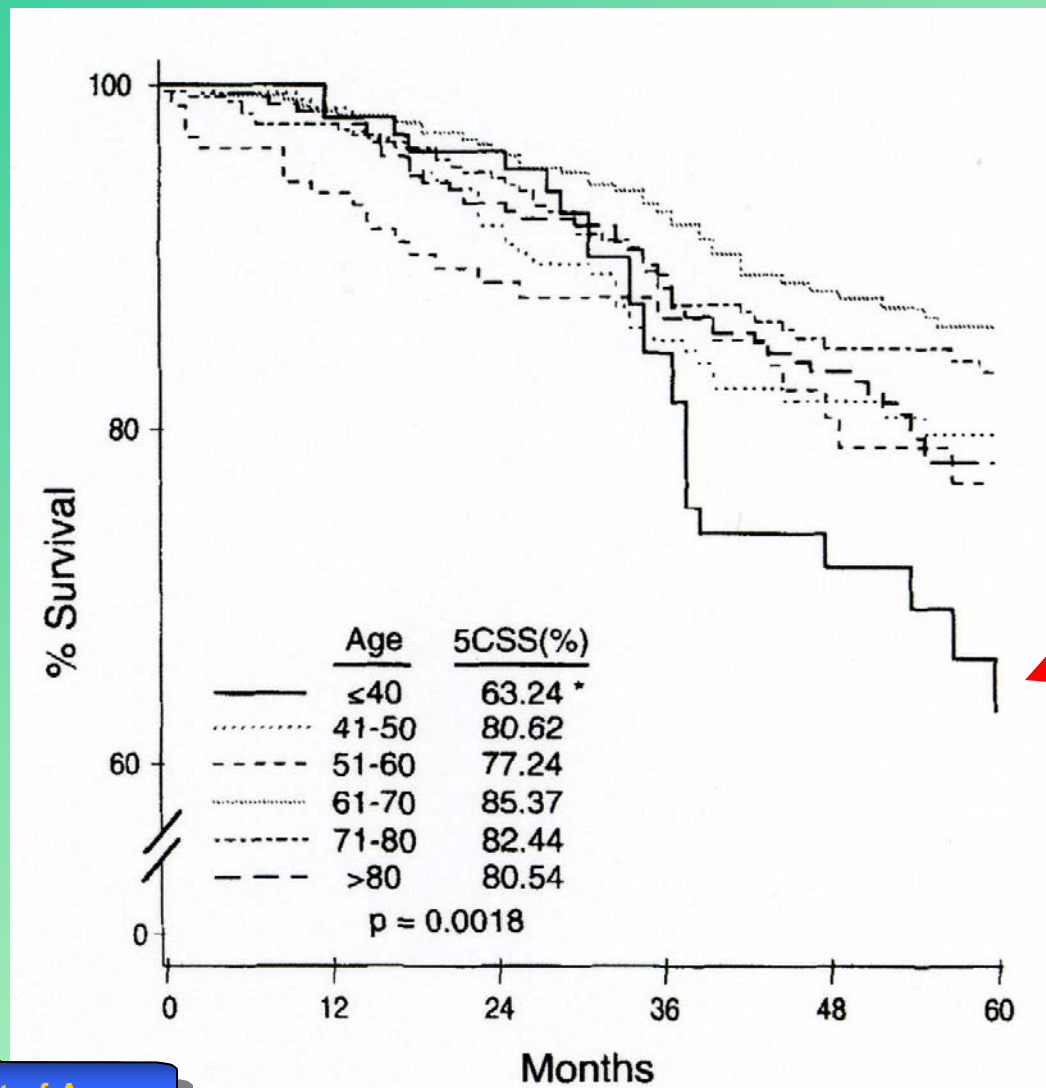 100
80
60
0
% Survival
Age 5CSS(%)
≤40 63.24 *
41-50 80.62
51-60 77.24
61-70 85.37
71-80 82.44
>80 80.54
p = 0.0018
0 12 24 36 48 60
Months